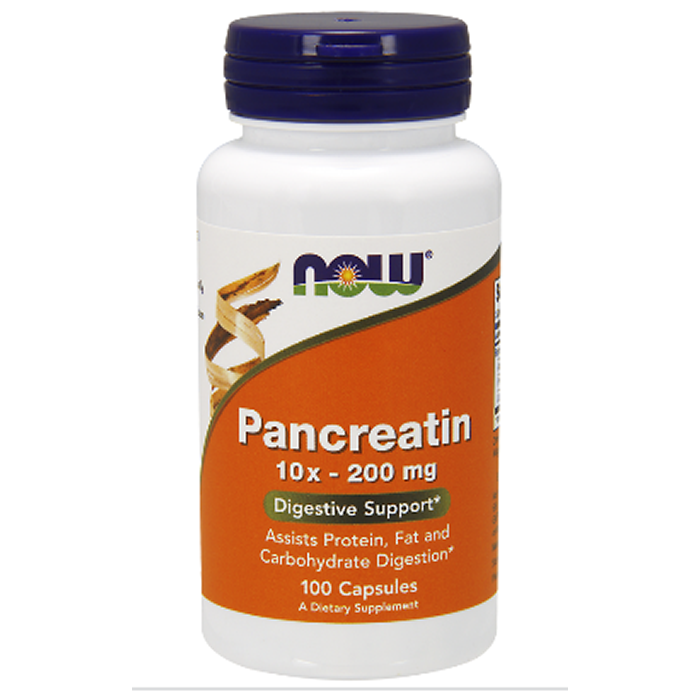 NOW®
Pancreatin
10x - 200 mg
Digestive Support*
Assists Protein, Fat and
Carbohydrate Digestion*
100 Capsules
A Dietary Supplement